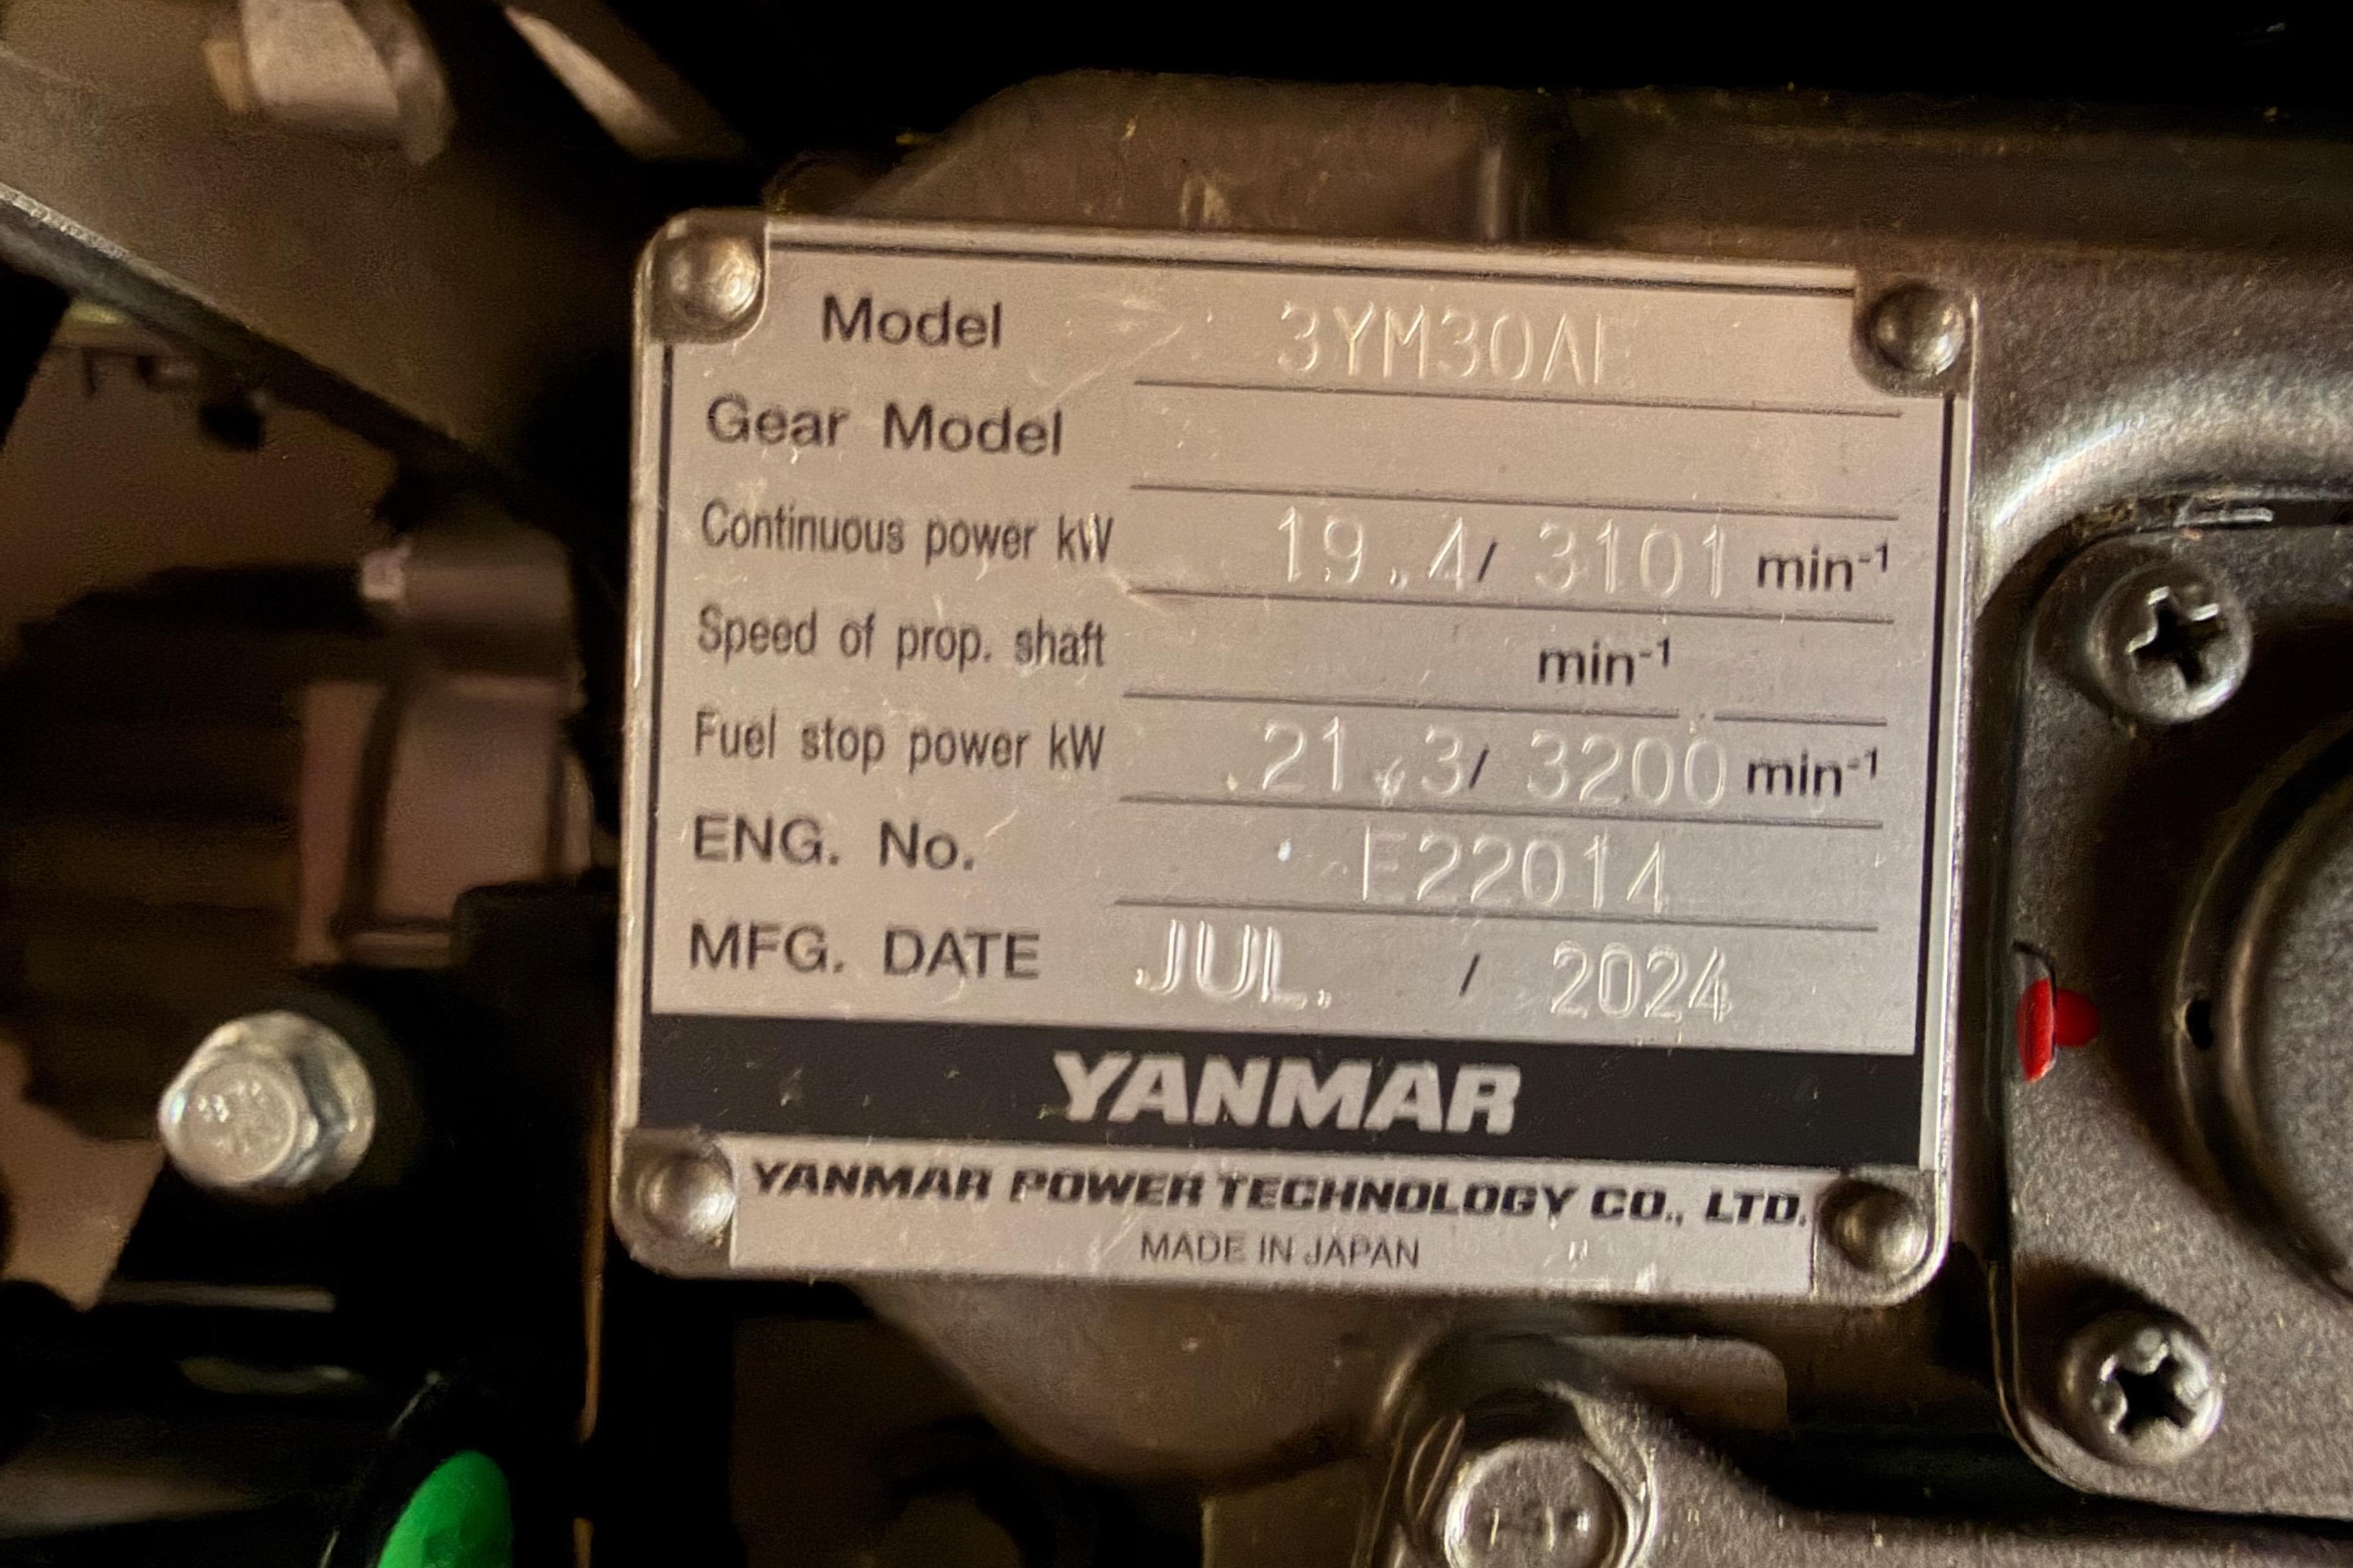 Model 3YM30AE
Gear Model
Continuous power kW 19.4/ 3101 min-1
Speed of prop. shaft min-1
Fuel stop power kW 21.3/ 3200 min-1
ENG. No. E22014
MFG. DATE JUL. / 2024
YANMAR
YANMAR POWER TECHNOLOGY CO., LTD.
MADE IN JAPAN